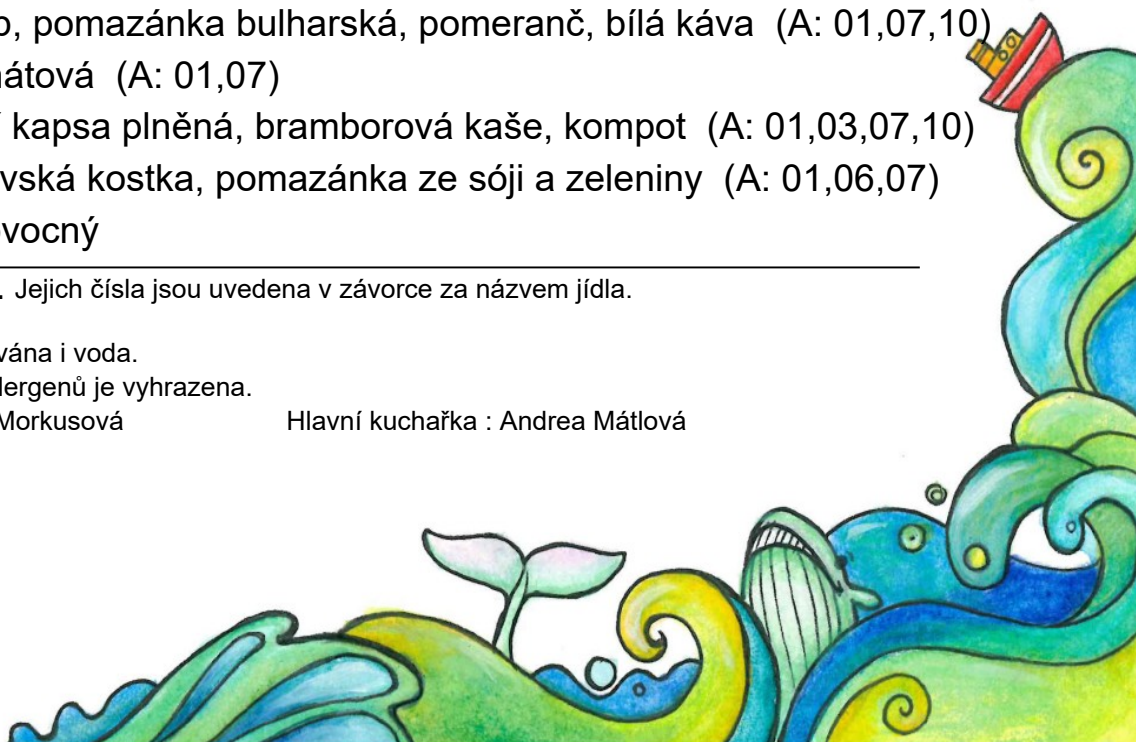 , pomazánka bulharská, pomeranč, bílá káva (A: 01,07,10)
átová (A: 01,07)
kapsa plněná, bramborová kaše, kompot (A: 01,03,07,10)
vská kostka, pomazánka ze sóji a zeleniny (A: 01,06,07)
vocný
. Jejich čísla jsou uvedena v závorce za názvem jídla.
vána i voda.
lergenů je vyhrazena.
Morkusová Hlavní kuchařka : Andrea Mátlová